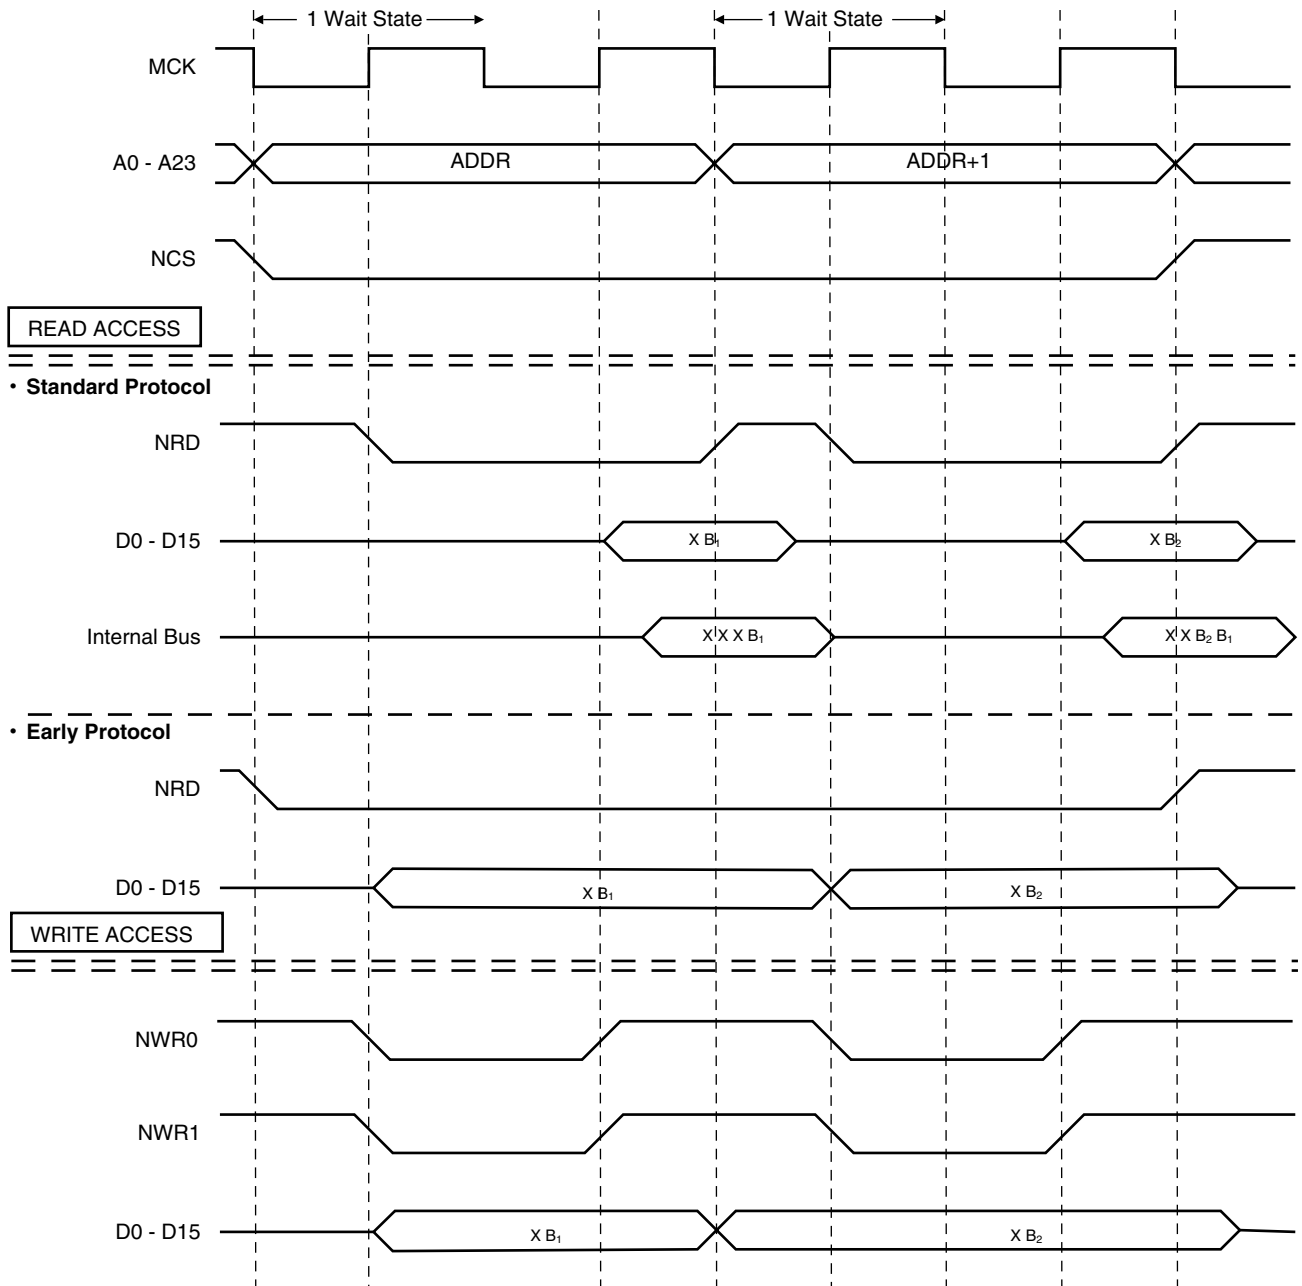 1 Wait State
1 Wait State
MCK
A0 - A23
ADDR
ADDR+1
NCS
READ ACCESS
• Standard Protocol
NRD
D0 - D15
X B₁
X B₂
Internal Bus
X X X B₁
X X B₂ B₁
• Early Protocol
NRD
D0 - D15
X B₁
X B₂
WRITE ACCESS
NWR0
NWR1
D0 - D15
X B₁
X B₂